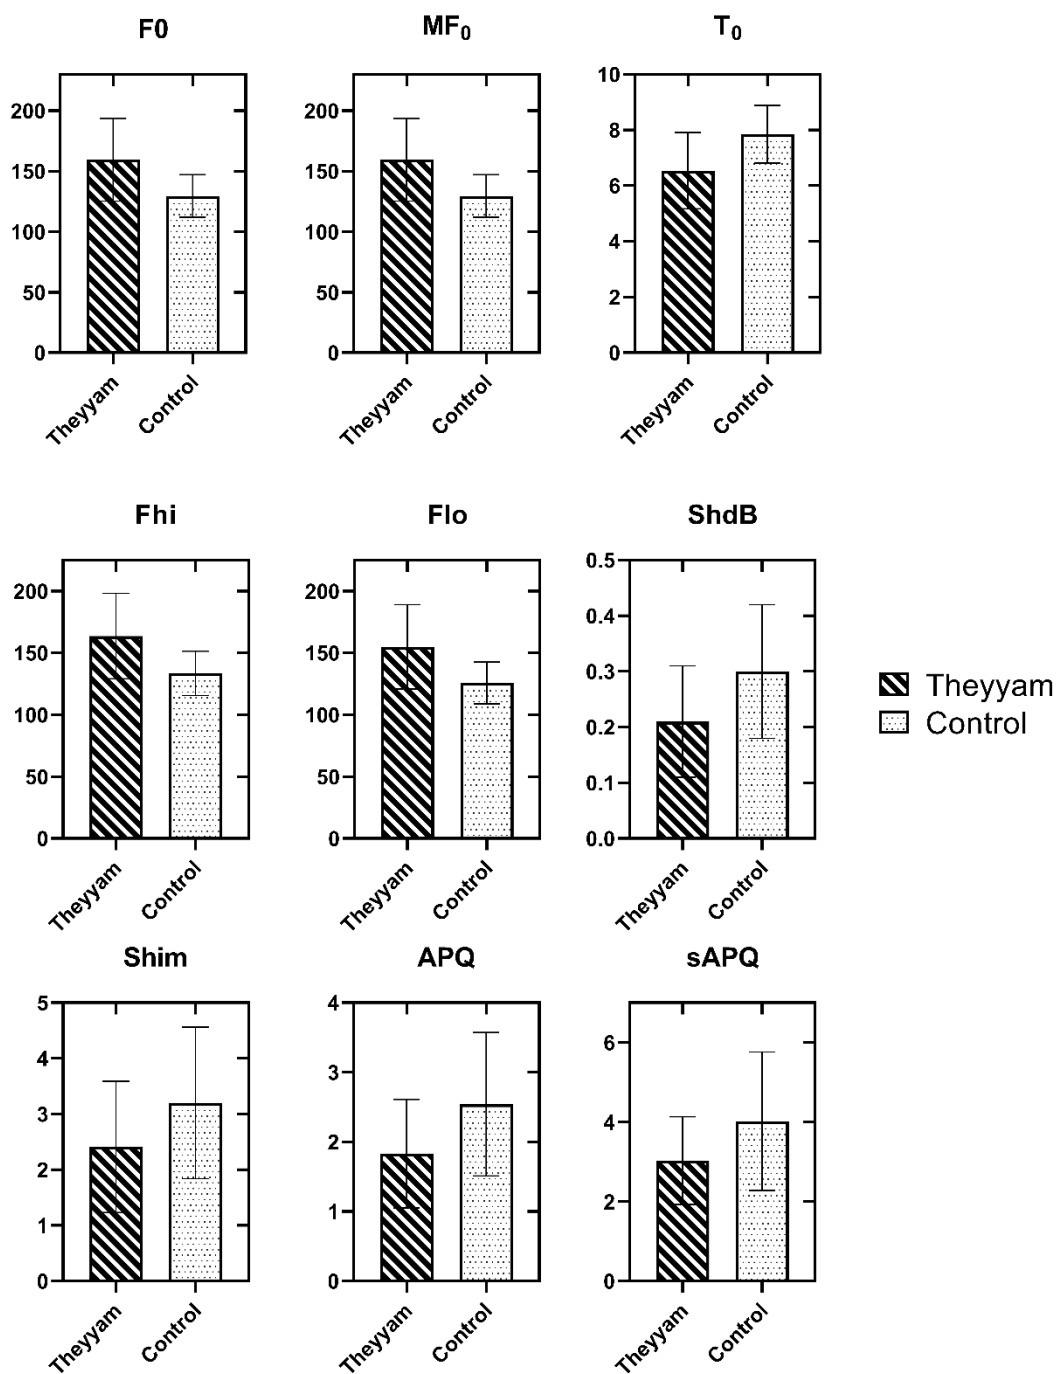 F0
MF₀
T₀
200
150
100
50
0
Theyyam
Control
200
150
100
50
0
Theyyam
Control
10
8
6
4
2
0
Theyyam
Control
Fhi
Flo
ShdB
200
150
100
50
0
Theyyam
Control
200
150
100
50
0
Theyyam
Control
0.5
0.4
0.3
0.2
0.1
0.0
Theyyam
Control
Theyyam
Control
Shim
APQ
sAPQ
5
4
3
2
1
0
Theyyam
Control
4
3
2
1
0
Theyyam
Control
6
4
2
0
Theyyam
Control